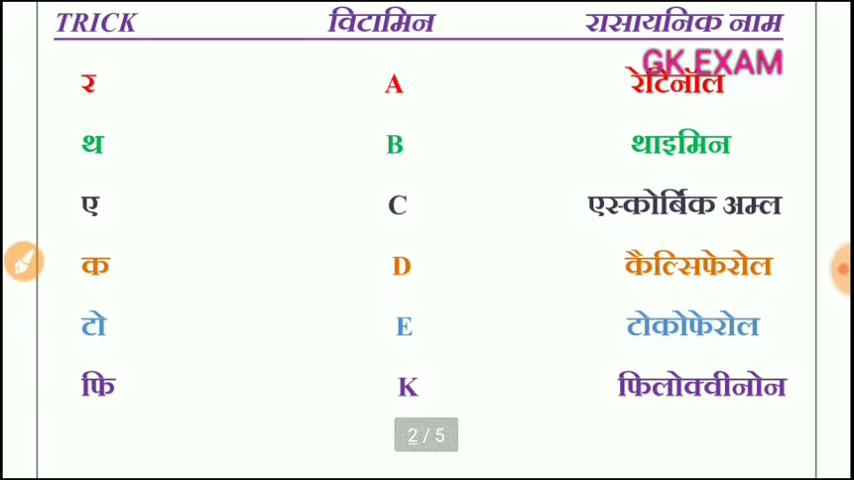 TRICK विटामिन रासायनिक नाम
GK EXAM
र A रेटिनॉल
थ B थाइमिन
ए C एस्कोर्बिक अम्ल
क D कैल्सिफेरोल
टो E टोकोफेरोल
फि K फिलोक्वीनोन
2 / 5